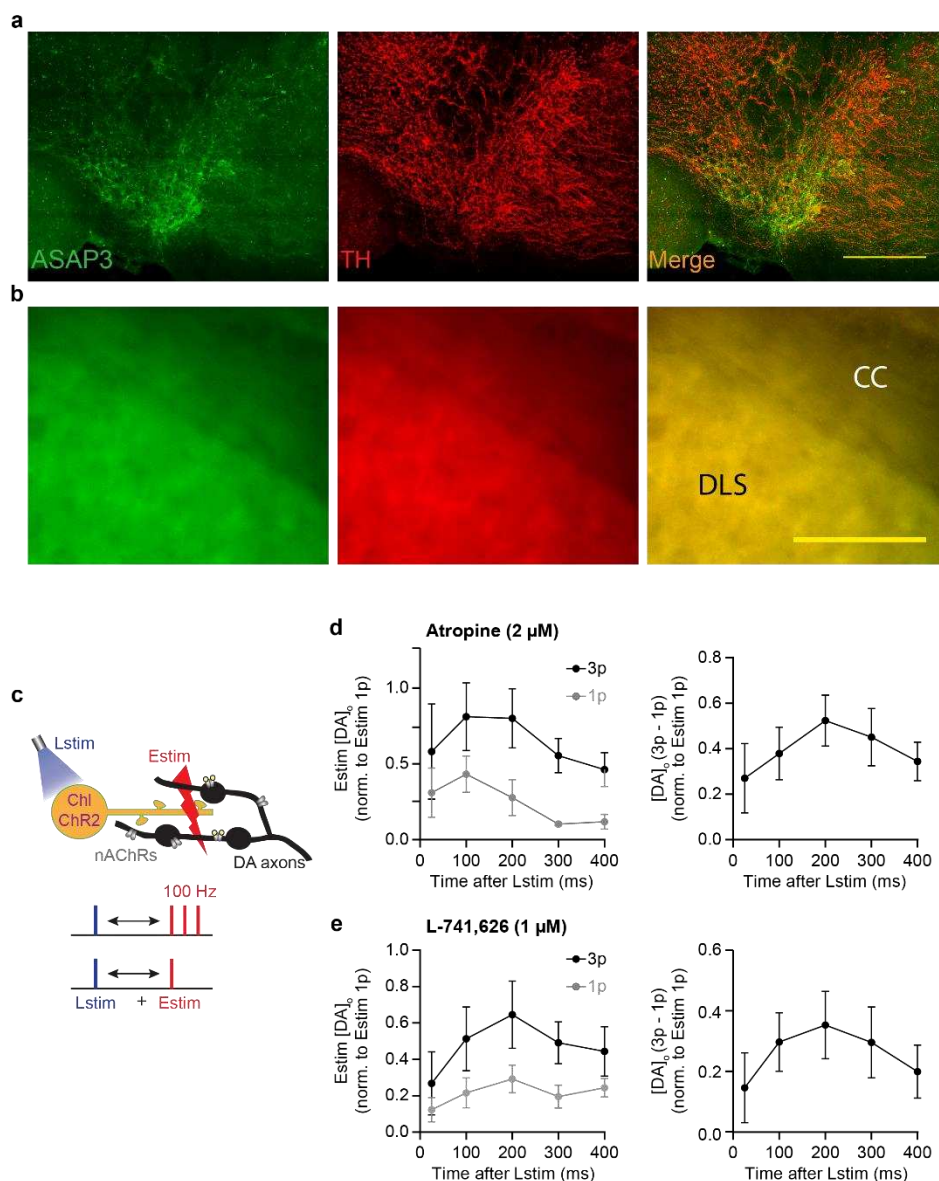 a
ASAP3
TH
Merge
b
CC
DLS
c
Lstim
Estim
ChI
ChR2
nAChRs
DA axons
100 Hz
Lstim + Estim
d
Atropine (2 µM)
Estim [DA]o
(norm. to Estim 1p)
1.0
0.5
0.0
3p
1p
0 100 200 300 400
Time after Lstim (ms)
[DA]o (3p - 1p)
(norm. to Estim 1p)
0.8
0.6
0.4
0.2
0.0
0 100 200 300 400
Time after Lstim (ms)
e
L-741,626 (1 µM)
Estim [DA]o
(norm. to Estim 1p)
1.0
0.8
0.6
0.4
0.2
0.0
3p
1p
0 100 200 300 400
Time after Lstim (ms)
[DA]o (3p - 1p)
(norm. to Estim 1p)
0.6
0.4
0.2
0.0
0 100 200 300 400
Time after Lstim (ms)